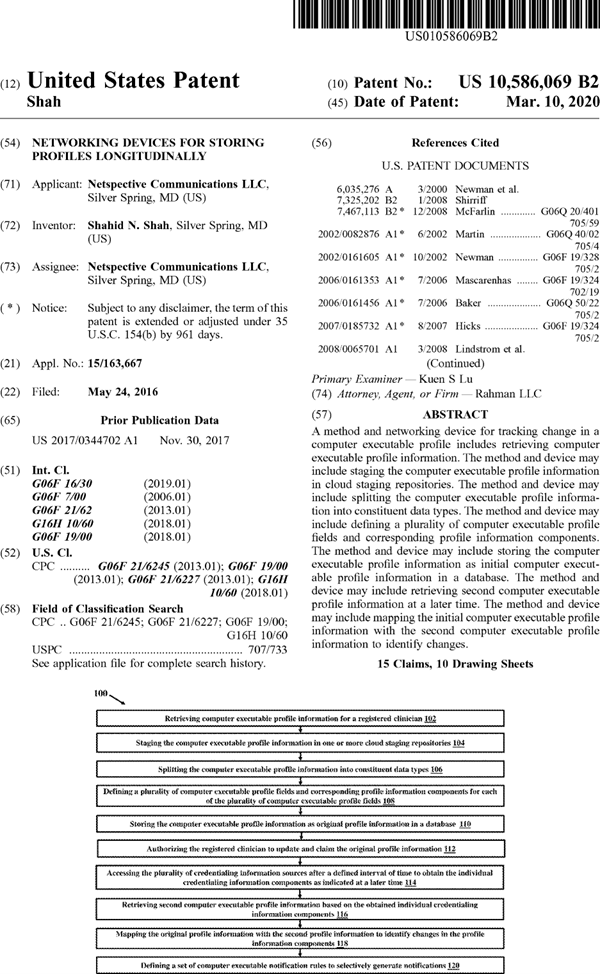 US010586069B2
(12) United States Patent
Shah
(10) Patent No.: US 10,586,069 B2
(45) Date of Patent: Mar. 10, 2020
(54) NETWORKING DEVICES FOR STORING
PROFILES LONGITUDINALLY
(71) Applicant: Netspective Communications LLC,
Silver Spring, MD (US)
(72) Inventor: Shahid N. Shah, Silver Spring, MD
(US)
(73) Assignee: Netspective Communications LLC,
Silver Spring, MD (US)
( * ) Notice: Subject to any disclaimer, the term of this
patent is extended or adjusted under 35
U.S.C. 154(b) by 961 days.
(21) Appl. No.: 15/163,667
(22) Filed: May 24, 2016
(65) Prior Publication Data
US 2017/0344702 A1 Nov. 30, 2017
(51) Int. Cl.
G06F 16/30 (2019.01)
G06F 7/00 (2006.01)
G06F 21/62 (2013.01)
G16H 10/60 (2018.01)
G06F 19/00 (2018.01)
(52) U.S. Cl.
CPC .......... G06F 21/6245 (2013.01); G06F 19/00
(2013.01); G06F 21/6227 (2013.01); G16H
10/60 (2018.01)
(58) Field of Classification Search
CPC .. G06F 21/6245; G06F 21/6227; G06F 19/00;
G16H 10/60
USPC ....................................................... 707/733
See application file for complete search history.
(56) References Cited
U.S. PATENT DOCUMENTS
6,035,276 A 3/2000 Newman et al.
7,325,202 B2 1/2008 Shirriff
7,467,113 B2 * 12/2008 McFarlin ............. G06Q 20/401
705/59
2002/0082876 A1 * 6/2002 Martin ................... G06Q 40/02
705/4
2002/0161605 A1 * 10/2002 Newman ................ G06F 19/328
705/2
2006/0161353 A1 * 7/2006 Mascarenhas ........ G06F 19/324
702/19
2006/0161456 A1 * 7/2006 Baker .................... G06Q 50/22
705/2
2007/0185732 A1 * 8/2007 Hicks .................... G06F 19/324
705/2
2008/0065701 A1 3/2008 Lindstrom et al.
(Continued)
Primary Examiner — Kuen S Lu
(74) Attorney, Agent, or Firm — Rahman LLC
(57) ABSTRACT
A method and networking device for tracking change in a
computer executable profile includes retrieving computer
executable profile information. The method and device may
include staging the computer executable profile information
in cloud staging repositories. The method and device may
include splitting the computer executable profile informa-
tion into constituent data types. The method and device may
include defining a plurality of computer executable profile
fields and corresponding profile information components.
The method and device may include storing the computer
executable profile information as initial computer execut-
able profile information in a database. The method and
device may include retrieving second computer executable
profile information at a later time. The method and device
may include mapping the initial computer executable profile
information with the second computer executable profile
information to identify changes.
15 Claims, 10 Drawing Sheets
100
Retrieving computer executable profile information for a registered clinician 102
Staging the computer executable profile information in one or more cloud staging repositories 104
Splitting the computer executable profile information into constituent data types 106
Defining a plurality of computer executable profile fields and corresponding profile information components for each
of the plurality of computer executable profile fields 108
Storing the computer executable profile information as original profile information in a database 110
Authorizing the registered clinician to update and claim the original profile information 112
Accessing the plurality of credentialing information sources after a defined interval of time to obtain the individual
credentialing information components as indicated at a later time 114
Retrieving second computer executable profile information based on the obtained individual credentialing
information components 116
Mapping the original profile information with the second profile information to identify changes in the profile
information components 118
Defining a set of computer executable notification rules to selectively generate notifications 120